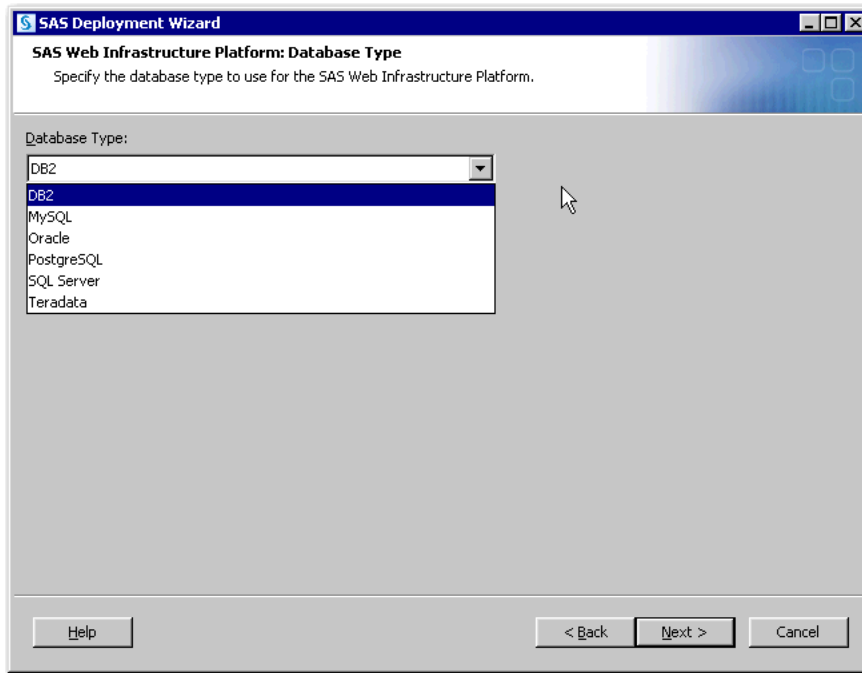 SAS Deployment Wizard
SAS Web Infrastructure Platform: Database Type
Specify the database type to use for the SAS Web Infrastructure Platform.
Database Type:
DB2
DB2
MySQL
Oracle
PostgreSQL
SQL Server
Teradata
Help
< Back
Next >
Cancel